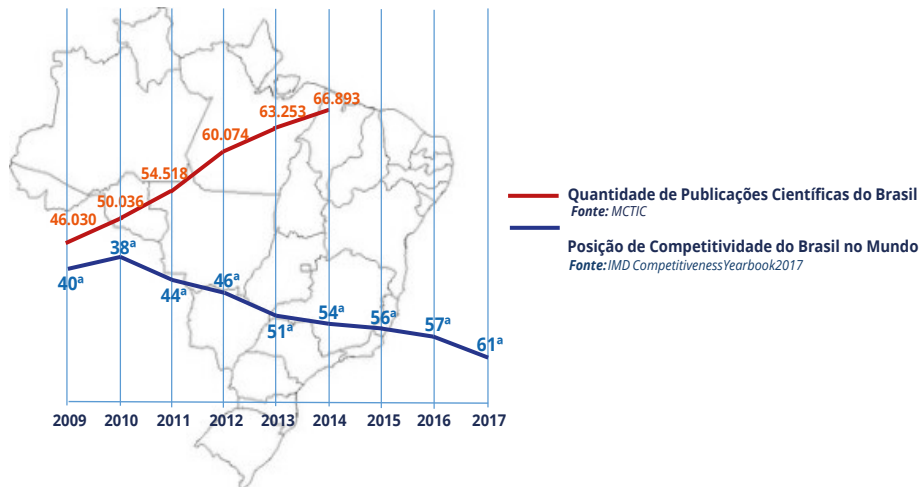 66.893
63.253
60.074
54.518
50.036
46.030
38ª
40ª
44ª
46ª
51ª
54ª
56ª
57ª
61ª
2009 2010 2011 2012 2013 2014 2015 2016 2017
Quantidade de Publicações Científicas do Brasil
Fonte: MCTIC
Posição de Competitividade do Brasil no Mundo
Fonte:IMD CompetitivenessYearbook2017